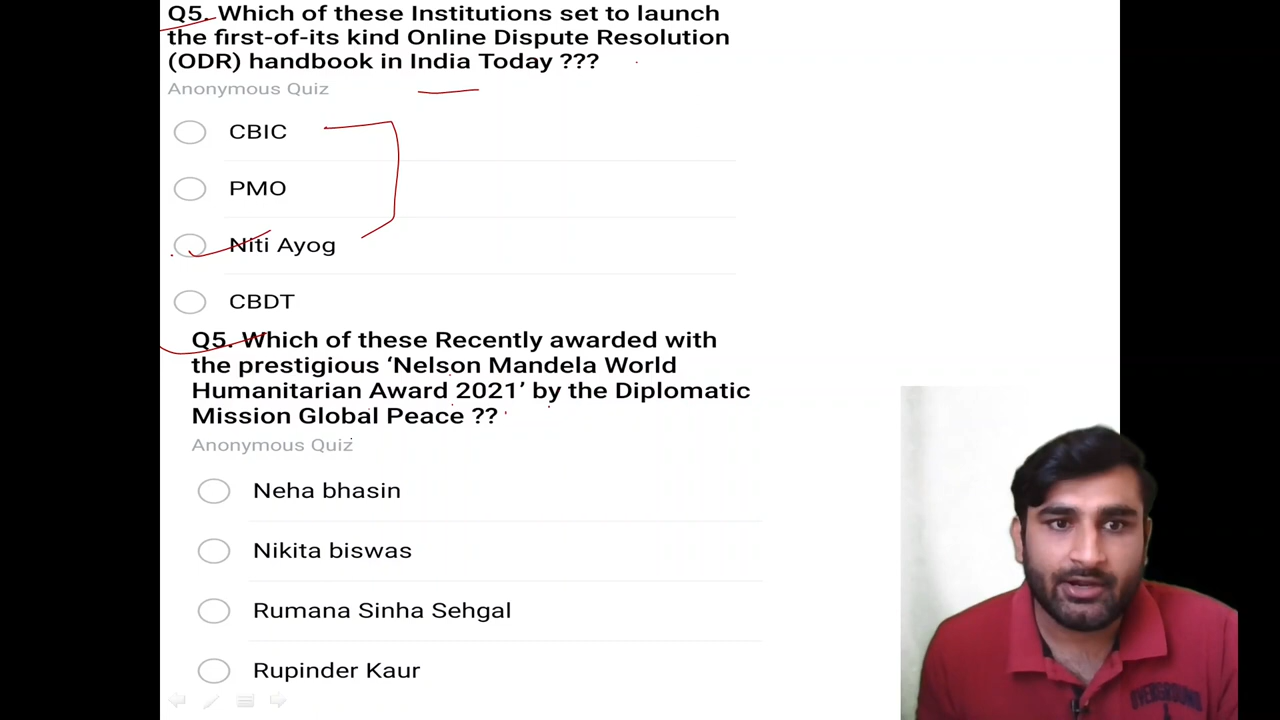 Q5. Which of these Institutions set to launch
the first-of-its kind Online Dispute Resolution
(ODR) handbook in India Today ???
Anonymous Quiz
CBIC
PMO
Niti Ayog
CBDT
Q5. Which of these Recently awarded with
the prestigious ‘Nelson Mandela World
Humanitarian Award 2021’ by the Diplomatic
Mission Global Peace ??
Anonymous Quiz
Neha bhasin
Nikita biswas
Rumana Sinha Sehgal
Rupinder Kaur
OVERGROUND